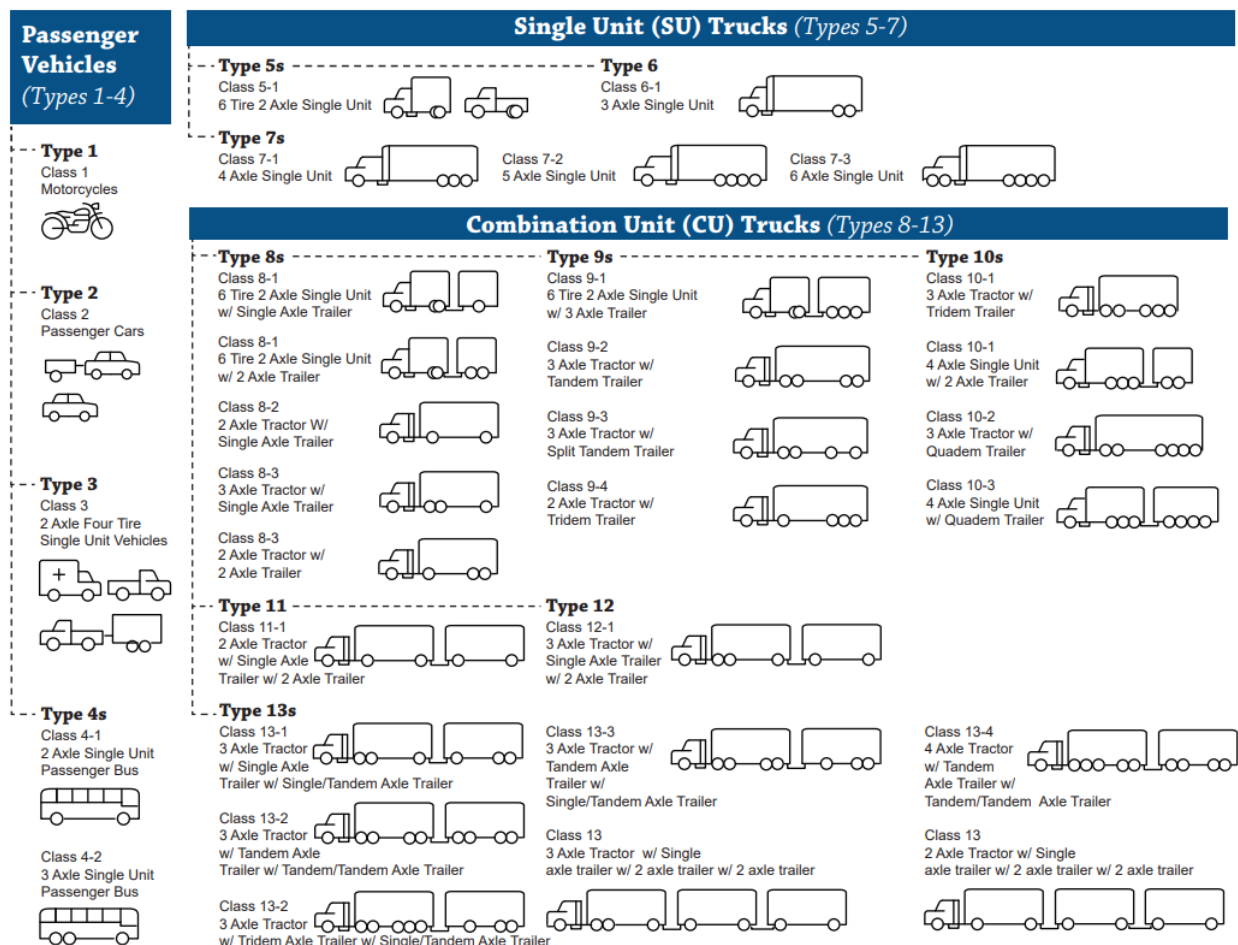 Passenger
Vehicles
(Types 1-4)
Type 1
Class 1
Motorcycles
Type 2
Class 2
Passenger Cars
Type 3
Class 3
2 Axle Four Tire
Single Unit Vehicles
Type 4s
Class 4-1
2 Axle Single Unit
Passenger Bus
Class 4-2
3 Axle Single Unit
Passenger Bus
Single Unit (SU) Trucks (Types 5-7)
Type 5s
Class 5-1
6 Tire 2 Axle Single Unit
Type 6
Class 6-1
3 Axle Single Unit
Type 7s
Class 7-1
4 Axle Single Unit
Class 7-2
5 Axle Single Unit
Class 7-3
6 Axle Single Unit
Combination Unit (CU) Trucks (Types 8-13)
Type 8s
Class 8-1
6 Tire 2 Axle Single Unit
w/ Single Axle Trailer
Class 8-1
6 Tire 2 Axle Single Unit
w/ 2 Axle Trailer
Class 8-2
2 Axle Tractor W/
Single Axle Trailer
Class 8-3
3 Axle Tractor w/
Single Axle Trailer
Class 8-3
2 Axle Tractor w/
2 Axle Trailer
Type 9s
Class 9-1
6 Tire 2 Axle Single Unit
w/ 3 Axle Trailer
Class 9-2
3 Axle Tractor w/
Tandem Trailer
Class 9-3
3 Axle Tractor w/
Split Tandem Trailer
Class 9-4
2 Axle Tractor w/
Tridem Trailer
Type 10s
Class 10-1
3 Axle Tractor w/
Tridem Trailer
Class 10-1
4 Axle Single Unit
w/ 2 Axle Trailer
Class 10-2
3 Axle Tractor w/
Quadem Trailer
Class 10-3
4 Axle Single Unit
w/ Quadem Trailer
Type 11
Class 11-1
2 Axle Tractor
w/ Single Axle
Trailer w/ 2 Axle Trailer
Type 12
Class 12-1
3 Axle Tractor w/
Single Axle Trailer
w/ 2 Axle Trailer
Type 13s
Class 13-1
3 Axle Tractor
w/ Single Axle
Trailer w/ Single/Tandem Axle Trailer
Class 13-2
3 Axle Tractor
w/ Tandem Axle
Trailer w/ Tandem/Tandem Axle Trailer
Class 13-2
3 Axle Tractor
w/ Tridem Axle Trailer w/ Single/Tandem Axle Trailer
Class 13-3
3 Axle Tractor w/
Tandem Axle
Trailer w/
Single/Tandem Axle Trailer
Class 13
3 Axle Tractor w/ Single
axle trailer w/ 2 axle trailer w/ 2 axle trailer
Class 13-4
4 Axle Tractor
w/ Tandem
Axle Trailer w/
Tandem/Tandem Axle Trailer
Class 13
2 Axle Tractor w/ Single
axle trailer w/ 2 axle trailer w/ 2 axle trailer